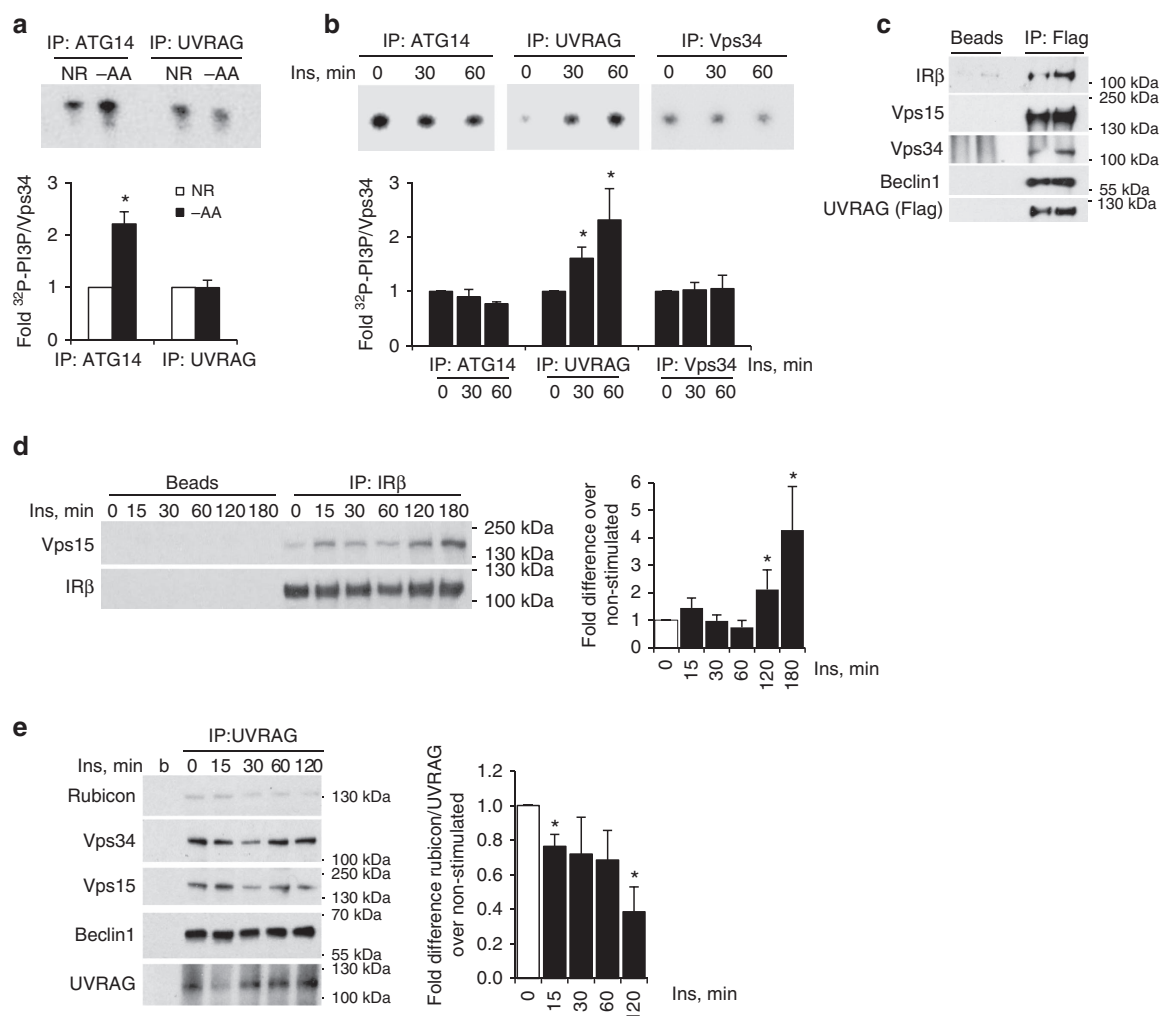 a
IP: ATG14 IP: UVRAG
NR –AA NR –AA
Fold ³²P-PI3P/Vps34
3
2
1
0
*
NR
–AA
IP: ATG14 IP: UVRAG
b
IP: ATG14 IP: UVRAG IP: Vps34
Ins, min 0 30 60 0 30 60 0 30 60
Fold ³²P-PI3P/Vps34
3
2
1
0
* *
IP: ATG14 IP: UVRAG IP: Vps34 Ins, min
0 30 60 0 30 60 0 30 60
c
Beads IP: Flag
IRβ
100 kDa
250 kDa
Vps15
130 kDa
Vps34
100 kDa
Beclin1
55 kDa
130 kDa
UVRAG (Flag)
d
Beads IP: IRβ
Ins, min 0 15 30 60 120 180 0 15 30 60 120 180
250 kDa
Vps15
130 kDa
130 kDa
IRβ
100 kDa
Fold difference over
non-stimulated
6
5
4
3
2
1
0
* *
0 15 30 60 120 180 Ins, min
e
IP:UVRAG
Ins, min b 0 15 30 60 120
Rubicon 130 kDa
Vps34
100 kDa
250 kDa
Vps15
130 kDa
70 kDa
Beclin1
55 kDa
130 kDa
UVRAG
100 kDa
Fold difference rubicon/UVRAG
over non-stimulated
1.2
1.0
0.8
0.6
0.4
0.2
0.0
* *
0 15 30 60 120 Ins, min